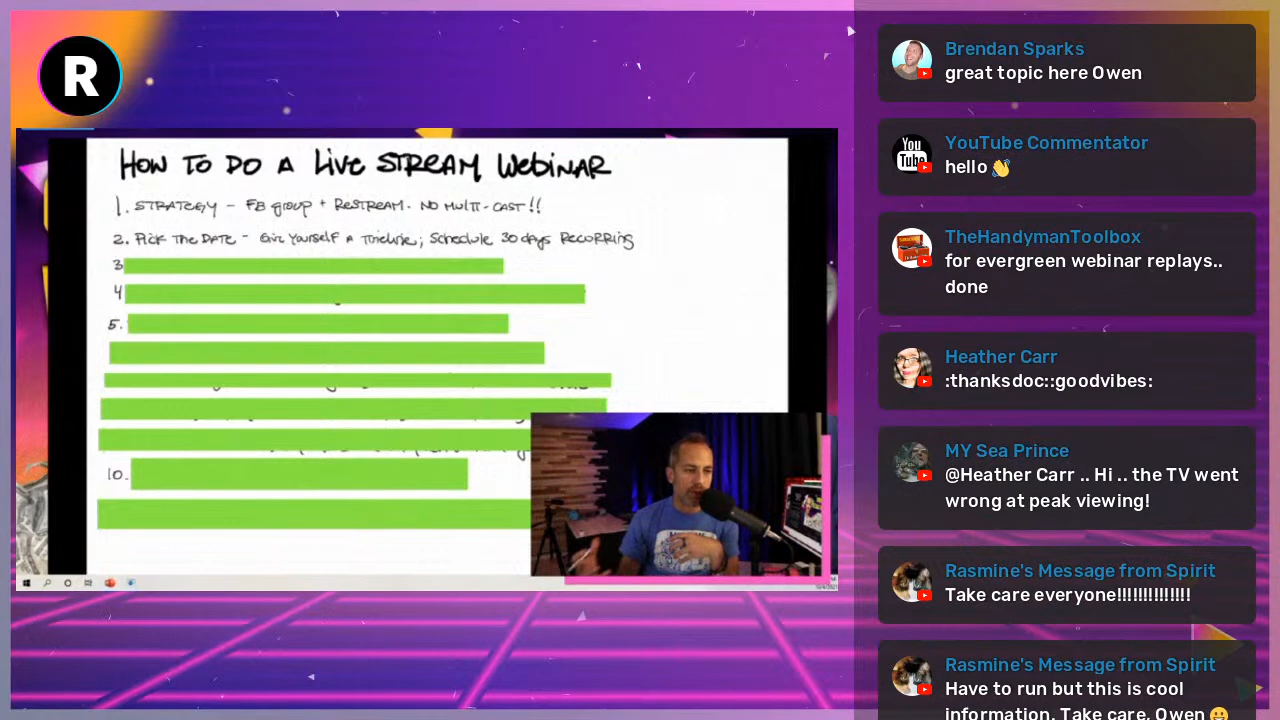 R
HOW TO DO A LIVE STREAM WEBINAR
1. STRATEGY - FB group + RESTREAM. NO MULTI-CAST!!
2. PICK THE DATE - GIVE YOURSELF A Timeline; SCHEDULE 30 days RECORRING
3
4
5.
10.
Brendan Sparks
great topic here Owen
You
Tube
YouTube Commentator
hello 👋
TheHandymanToolbox
for evergreen webinar replays..
done
Heather Carr
:thanksdoc::goodvibes:
MY Sea Prince
@Heather Carr .. Hi .. the TV went
wrong at peak viewing!
Rasmine's Message from Spirit
Take care everyone!!!!!!!!!!!!!!
Rasmine's Message from Spirit
Have to run but this is cool
information. Take care, Owen 😀